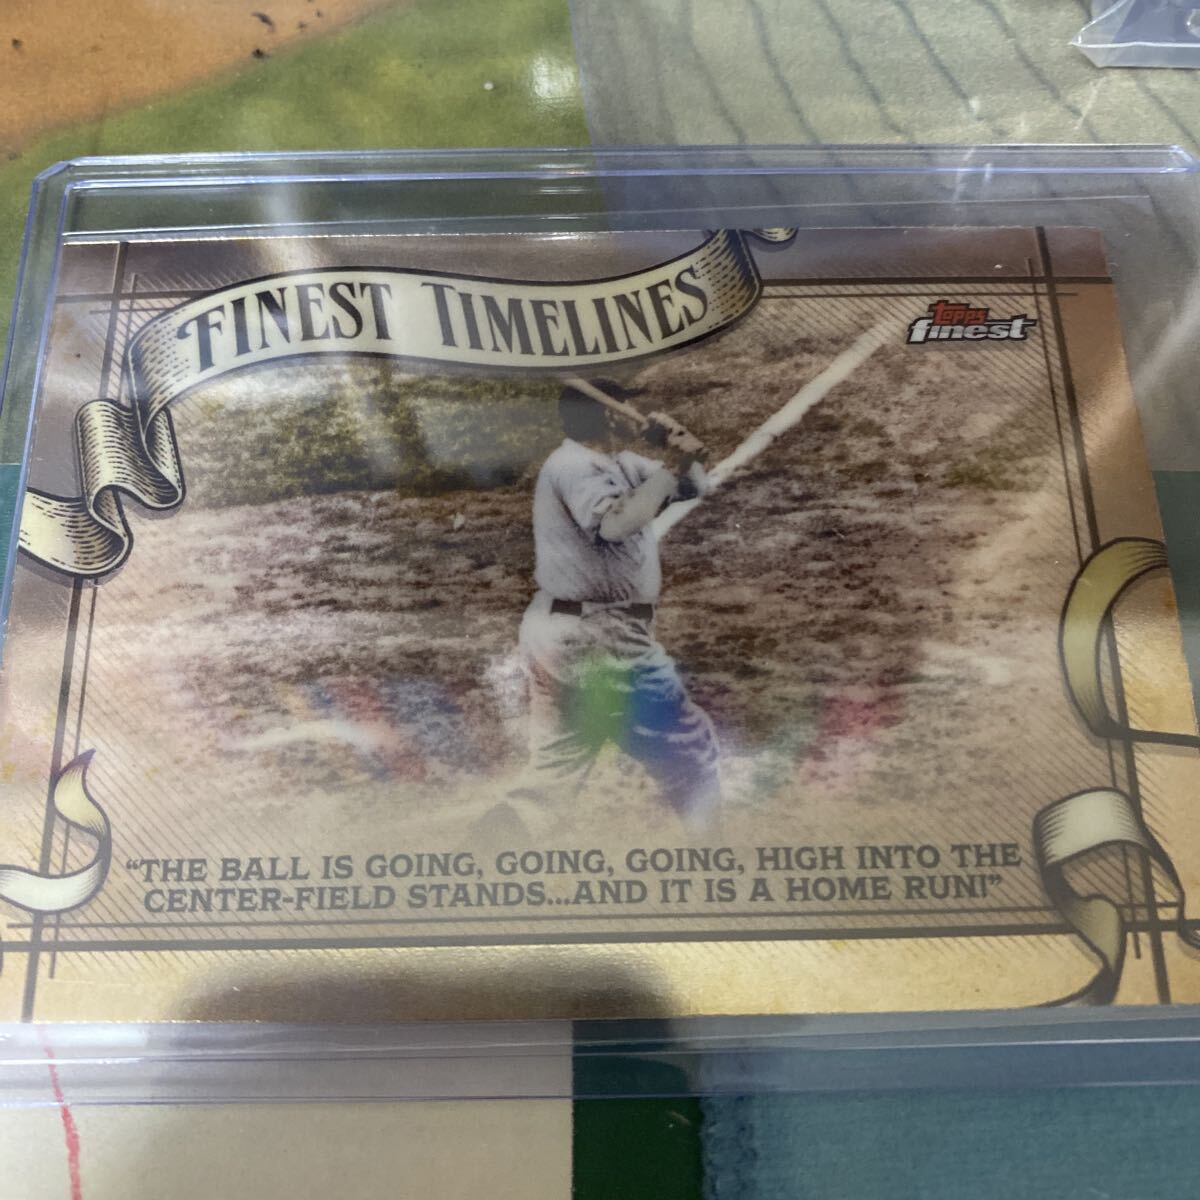 FINEST TIMELINES
topps
finest
“THE BALL IS GOING, GOING, GOING, HIGH INTO THE
CENTER-FIELD STANDS...AND IT IS A HOME RUN!”